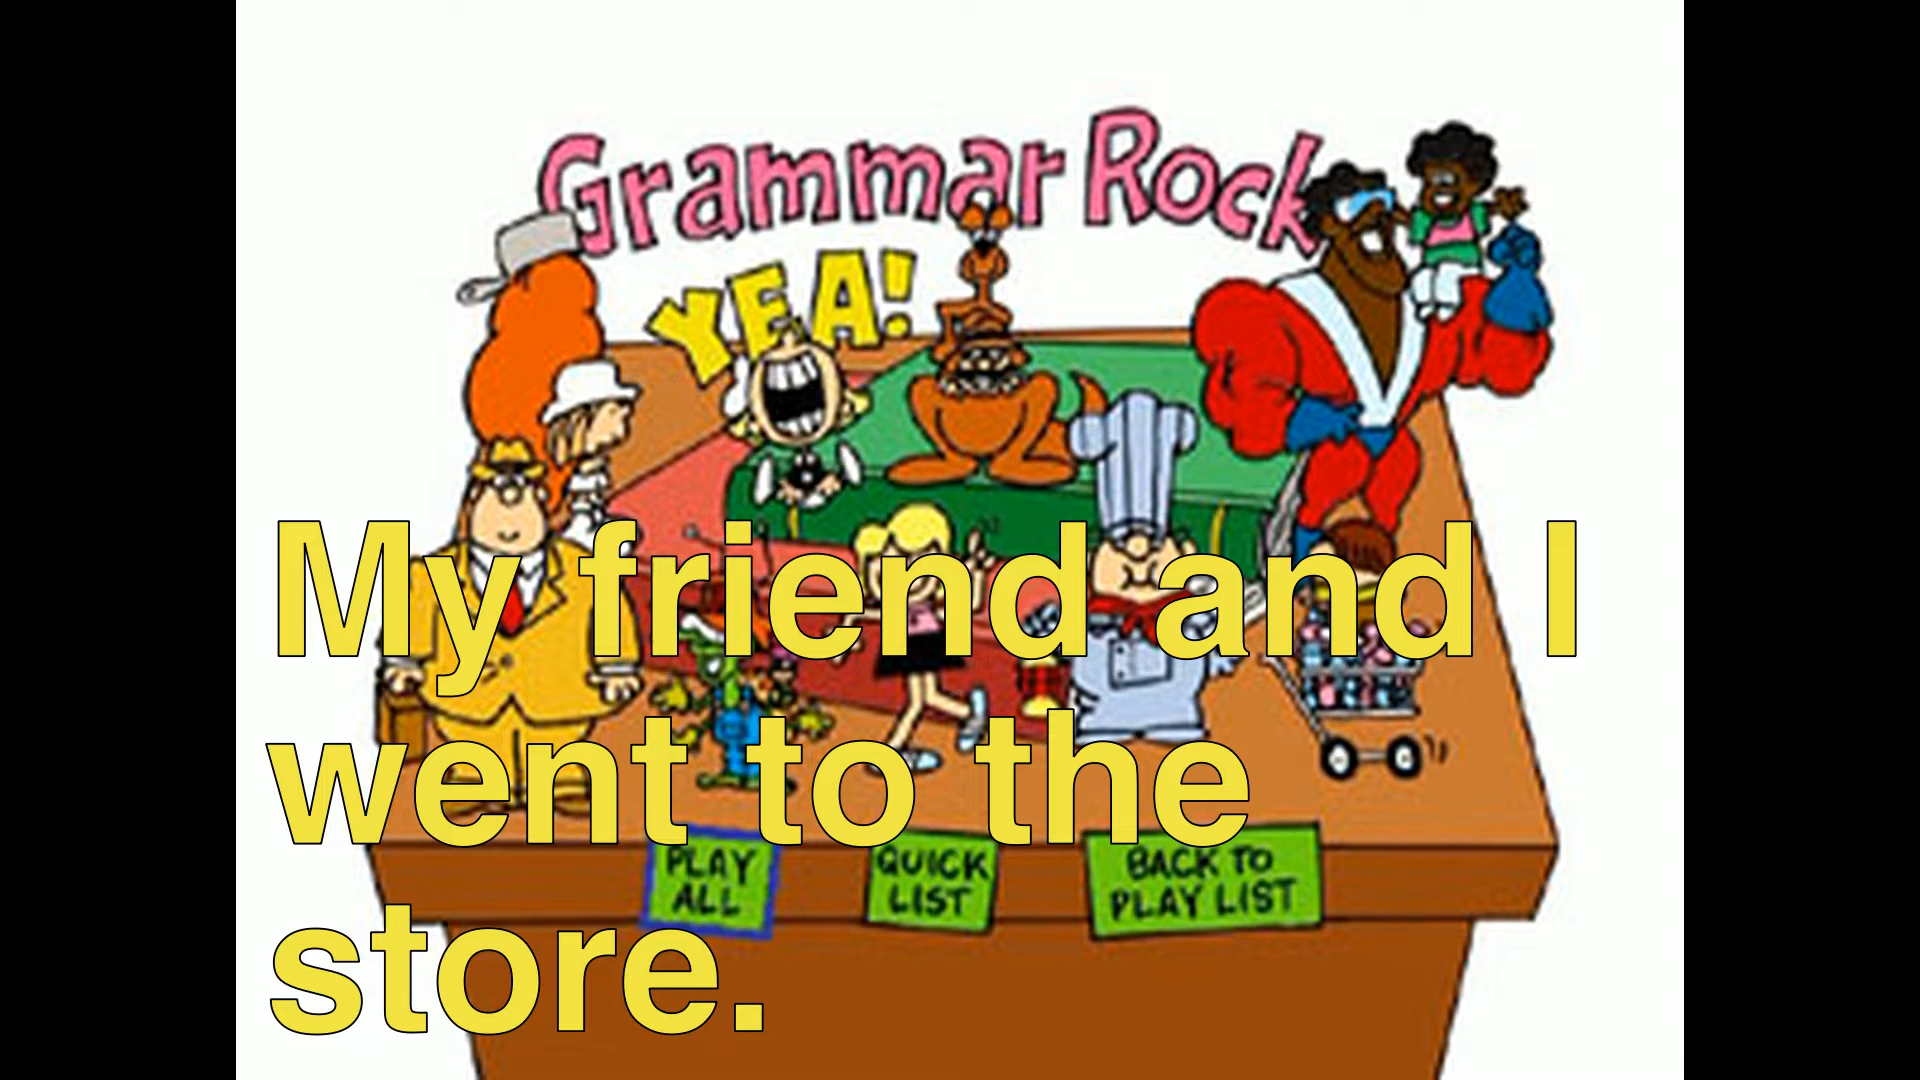 Grammar Rock
YEA!
My friend and I
went to the
store.
PLAY
ALL
QUICK
LIST
BACK TO
PLAY LIST